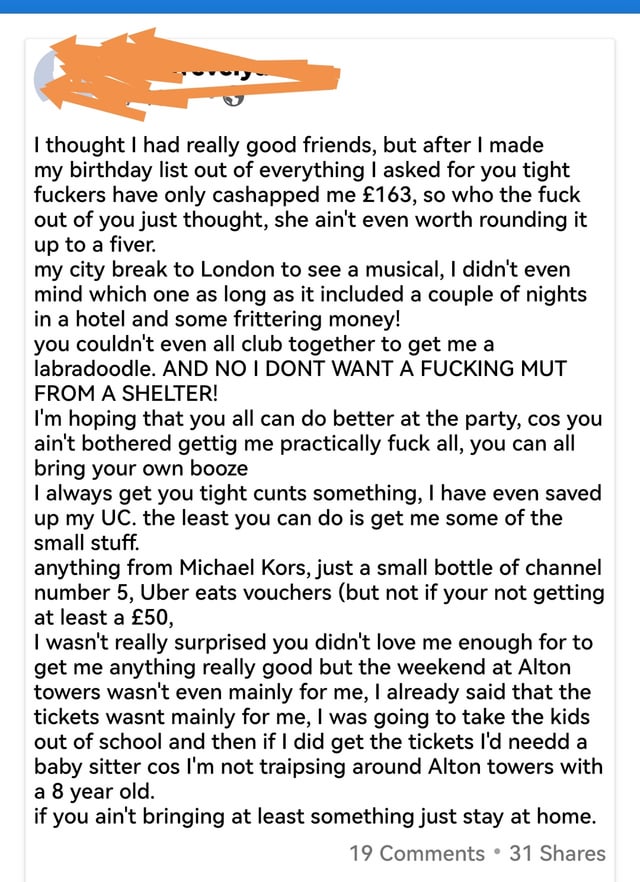 I thought I had really good friends, but after I made
my birthday list out of everything I asked for you tight
fuckers have only cashapped me £163, so who the fuck
out of you just thought, she ain't even worth rounding it
up to a fiver.
my city break to London to see a musical, I didn't even
mind which one as long as it included a couple of nights
in a hotel and some frittering money!
you couldn't even all club together to get me a
labradoodle. AND NO I DONT WANT A FUCKING MUT
FROM A SHELTER!
I'm hoping that you all can do better at the party, cos you
ain't bothered gettig me practically fuck all, you can all
bring your own booze
I always get you tight cunts something, I have even saved
up my UC. the least you can do is get me some of the
small stuff.
anything from Michael Kors, just a small bottle of channel
number 5, Uber eats vouchers (but not if your not getting
at least a £50,
I wasn't really surprised you didn't love me enough for to
get me anything really good but the weekend at Alton
towers wasn't even mainly for me, I already said that the
tickets wasnt mainly for me, I was going to take the kids
out of school and then if I did get the tickets I'd needd a
baby sitter cos I'm not traipsing around Alton towers with
a 8 year old.
if you ain't bringing at least something just stay at home.
19 Comments • 31 Shares